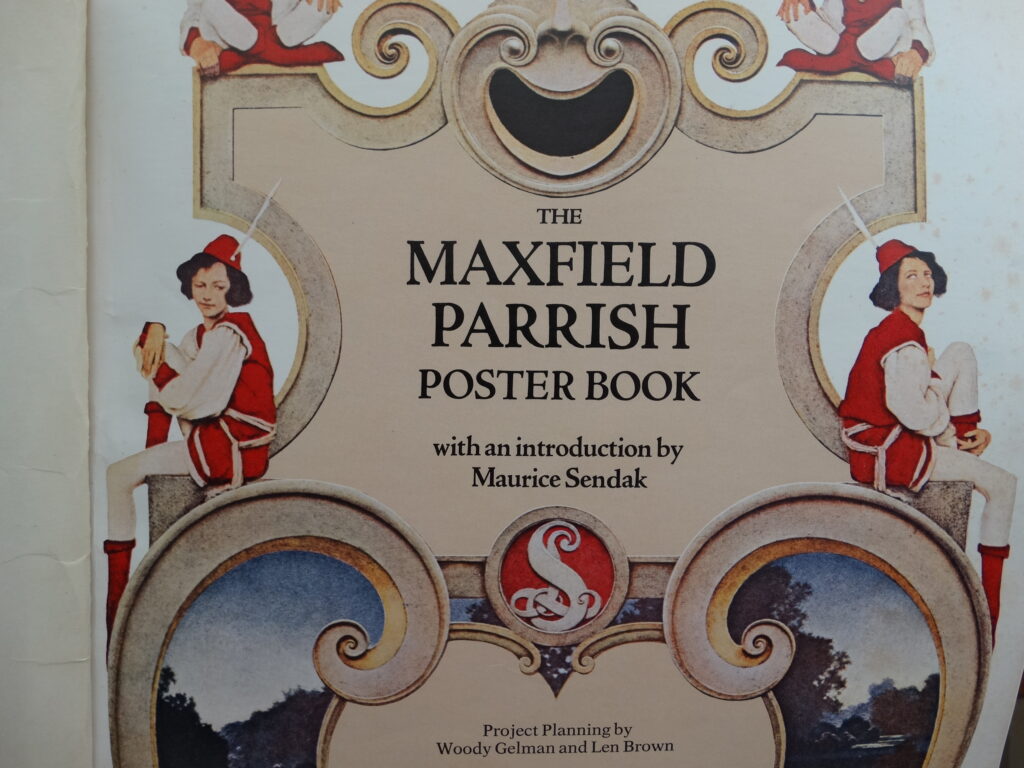 THE
MAXFIELD
PARRISH
POSTER BOOK
with an introduction by
Maurice Sendak
S
Project Planning by
Woody Gelman and Len Brown